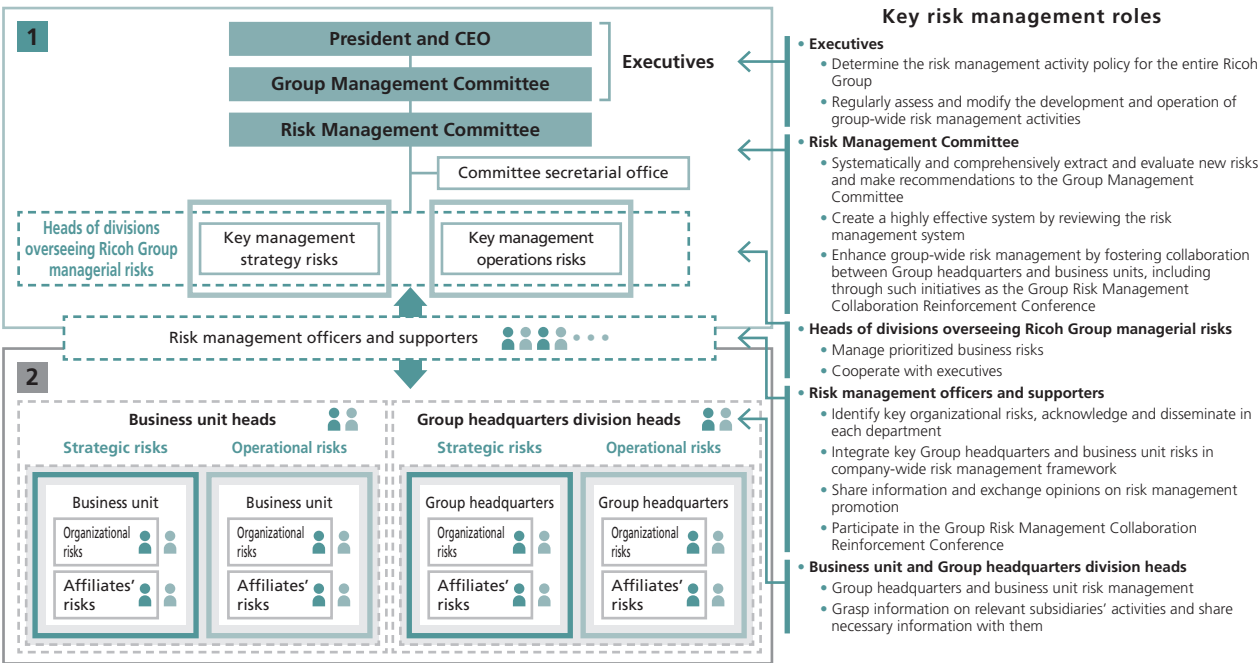 1
President and CEO
Group Management Committee
Executives
Risk Management Committee
Committee secretarial office
Heads of divisions
overseeing Ricoh Group
managerial risks
Key management
strategy risks
Key management
operations risks
Risk management officers and supporters
2
Business unit heads
Strategic risks
Operational risks
Business unit
Organizational
risks
Affiliates’
risks
Business unit
Organizational
risks
Affiliates’
risks
Group headquarters division heads
Strategic risks
Operational risks
Group headquarters
Organizational
risks
Affiliates’
risks
Group headquarters
Organizational
risks
Affiliates’
risks
Key risk management roles
• Executives
• Determine the risk management activity policy for the entire Ricoh
Group
• Regularly assess and modify the development and operation of
group-wide risk management activities
• Risk Management Committee
• Systematically and comprehensively extract and evaluate new risks
and make recommendations to the Group Management
Committee
• Create a highly effective system by reviewing the risk
management system
• Enhance group-wide risk management by fostering collaboration
between Group headquarters and business units, including
through such initiatives as the Group Risk Management
Collaboration Reinforcement Conference
• Heads of divisions overseeing Ricoh Group managerial risks
• Manage prioritized business risks
• Cooperate with executives
• Risk management officers and supporters
• Identify key organizational risks, acknowledge and disseminate in
each department
• Integrate key Group headquarters and business unit risks in
company-wide risk management framework
• Share information and exchange opinions on risk management
promotion
• Participate in the Group Risk Management Collaboration
Reinforcement Conference
• Business unit and Group headquarters division heads
• Group headquarters and business unit risk management
• Grasp information on relevant subsidiaries’ activities and share
necessary information with them